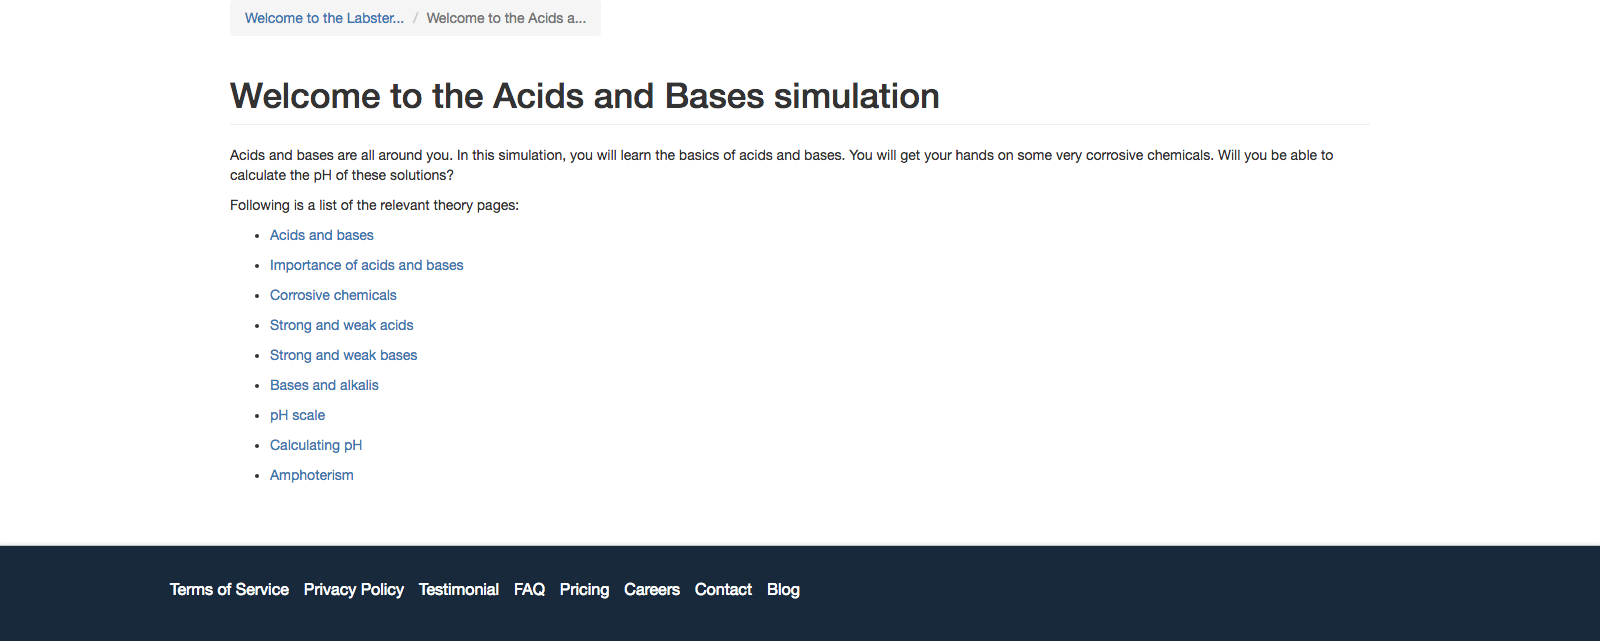 Welcome to the Labster... / Welcome to the Acids a...
Welcome to the Acids and Bases simulation
Acids and bases are all around you. In this simulation, you will learn the basics of acids and bases. You will get your hands on some very corrosive chemicals. Will you be able to
calculate the pH of these solutions?
Following is a list of the relevant theory pages:
• Acids and bases
• Importance of acids and bases
• Corrosive chemicals
• Strong and weak acids
• Strong and weak bases
• Bases and alkalis
• pH scale
• Calculating pH
• Amphoterism
Terms of Service Privacy Policy Testimonial FAQ Pricing Careers Contact Blog